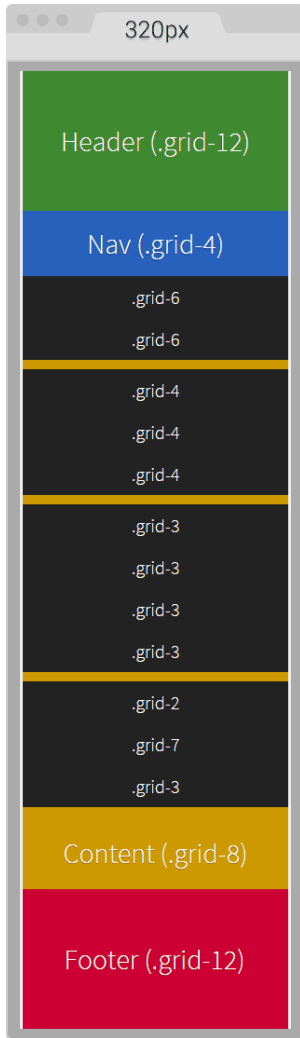 320px
Header (.grid-12)
Nav (.grid-4)
.grid-6
.grid-6
.grid-4
.grid-4
.grid-4
.grid-3
.grid-3
.grid-3
.grid-3
.grid-2
.grid-7
.grid-3
Content (.grid-8)
Footer (.grid-12)